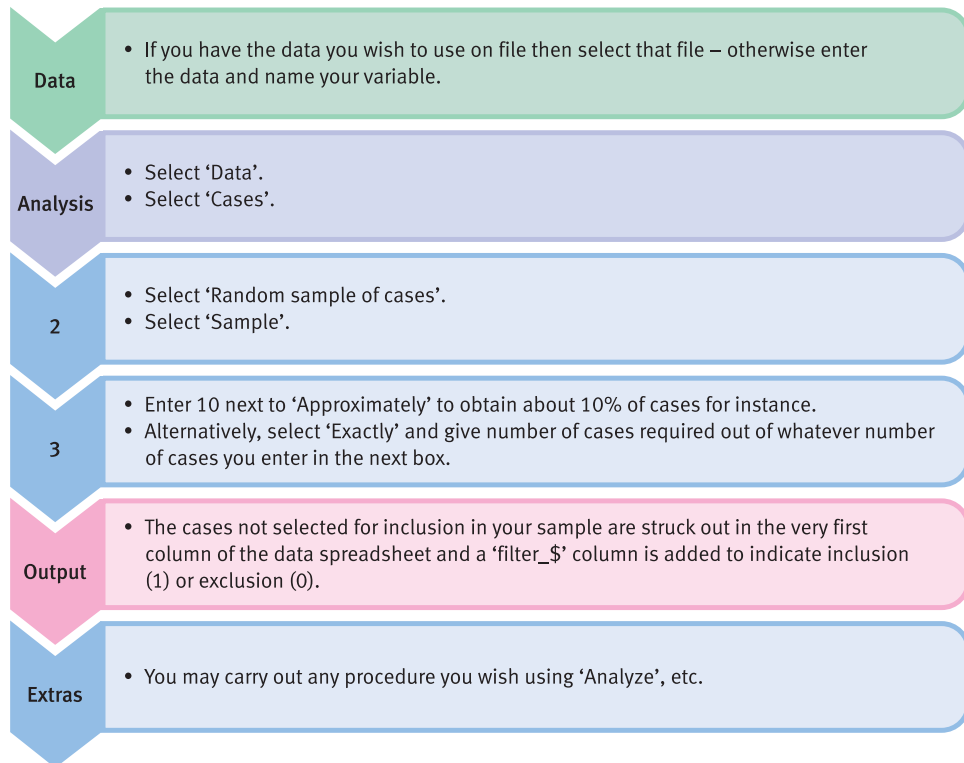 Data
• If you have the data you wish to use on file then select that file – otherwise enter
the data and name your variable.
Analysis
• Select ‘Data’.
• Select ‘Cases’.
2
• Select ‘Random sample of cases’.
• Select ‘Sample’.
3
• Enter 10 next to ‘Approximately’ to obtain about 10% of cases for instance.
• Alternatively, select ‘Exactly’ and give number of cases required out of whatever number
of cases you enter in the next box.
Output
• The cases not selected for inclusion in your sample are struck out in the very first
column of the data spreadsheet and a ‘filter_$’ column is added to indicate inclusion
(1) or exclusion (0).
Extras
• You may carry out any procedure you wish using ‘Analyze’, etc.